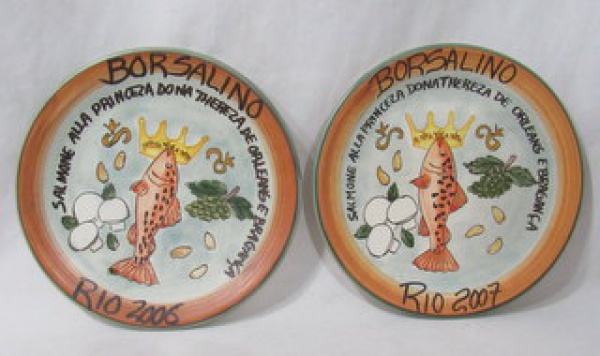 BORSALINO
SALMONE ALLA PRINCEZA DONA THEREZA DE ORLEANS E BRAGANÇA
RIO 2006
BORSALINO
SALMONE ALLA PRINCEZA DONA THEREZA DE ORLEANS E BRAGANÇA
RIO 2007